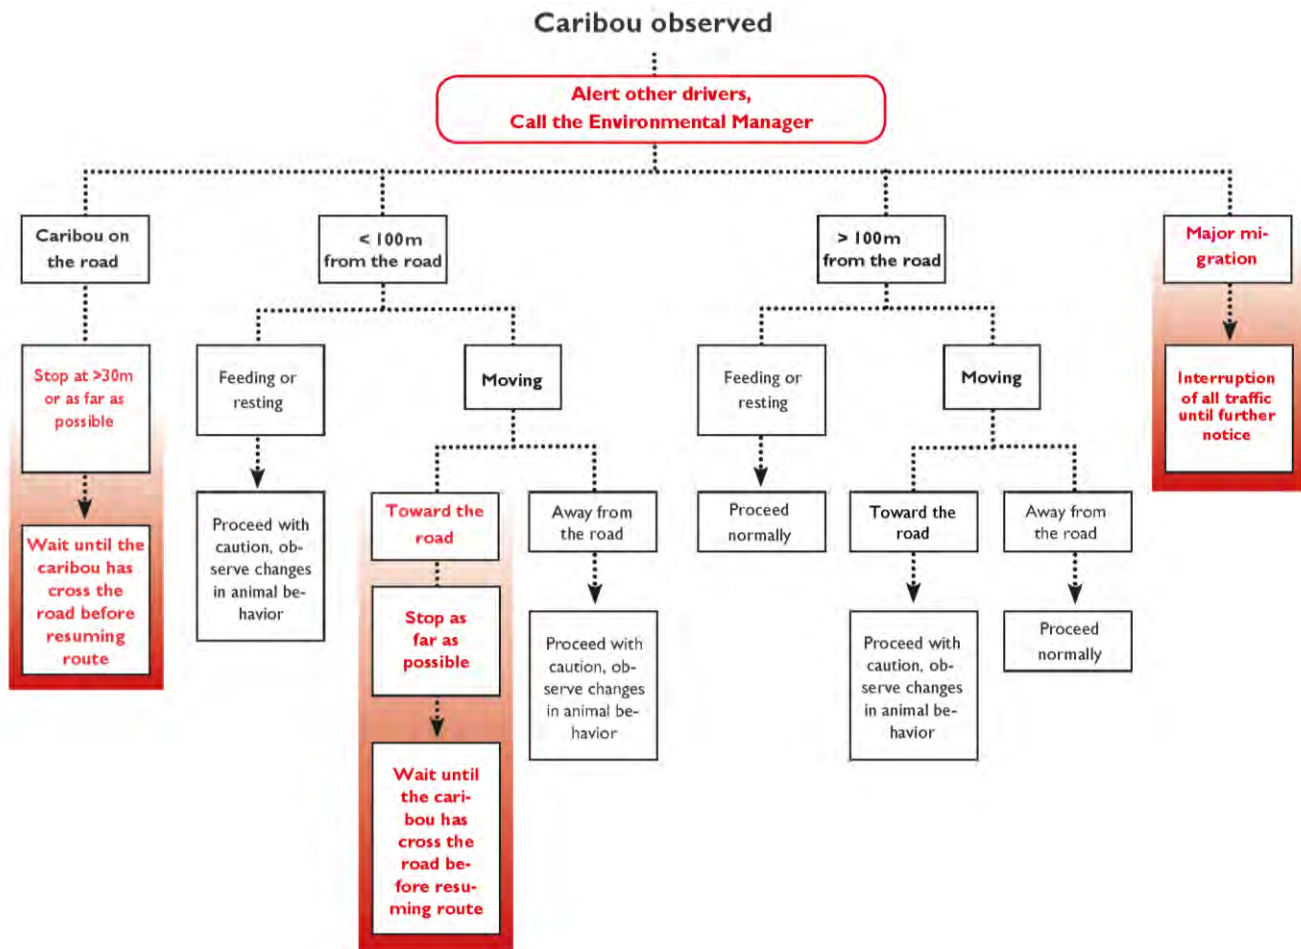 Caribou observed
Alert other drivers,
Call the Environmental Manager
Caribou on
the road
< 100m
from the road
> 100m
from the road
Major mi-
gration
Stop at >30m
or as far as
possible
Feeding or
resting
Moving
Feeding or
resting
Moving
Interruption
of all traffic
until further
notice
Wait until the
caribou has
cross the
road before
resuming
route
Proceed with
caution, ob-
serve changes
in animal be-
havior
Toward the
road
Away from
the road
Proceed
normally
Toward the
road
Away from
the road
Stop as
far as
possible
Proceed with
caution, ob-
serve changes
in animal be-
havior
Proceed with
caution, ob-
serve changes
in animal be-
havior
Proceed
normally
Wait until
the cari-
bou has
cross the
road be-
fore resu-
ming route